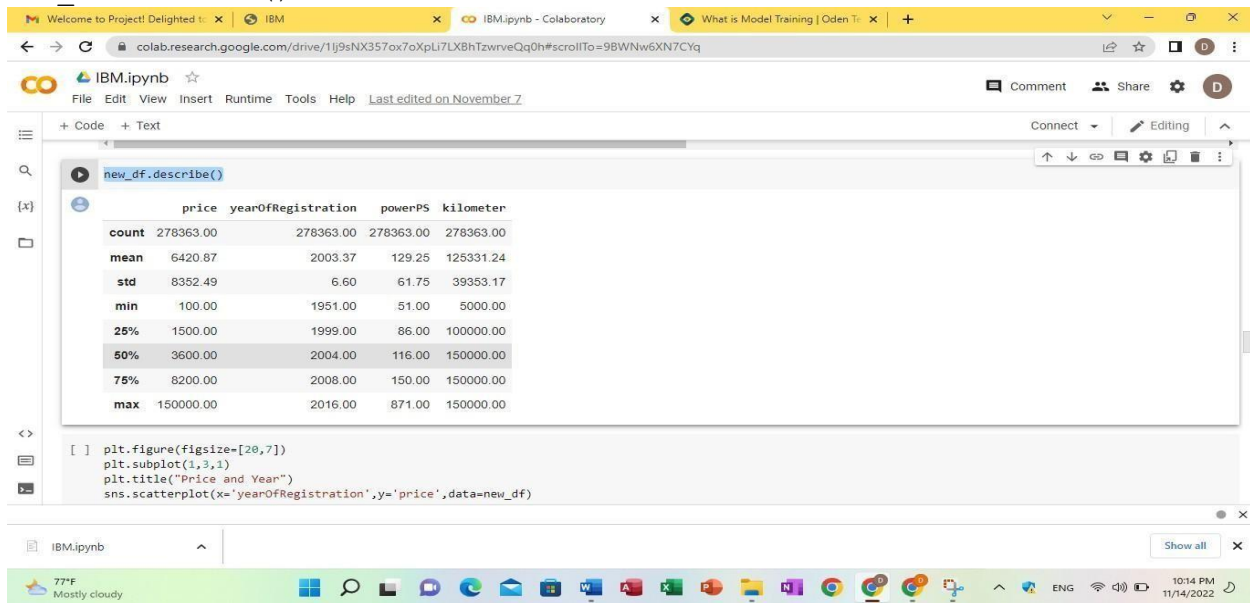 Welcome to Project! Delighted to
IBM
IBM.ipynb - Colaboratory
What is Model Training | Oden Te
colab.research.google.com/drive/1Ij9sNX357ox7oXpLi7LXBhTzwrveQq0h#scrollTo=9BWNw6XN7CYq
D
IBM.ipynb
File Edit View Insert Runtime Tools Help Last edited on November 7
Comment Share D
+ Code + Text Connect Editing
new_df.describe()
price yearOfRegistration powerPS kilometer
count 278363.00 278363.00 278363.00 278363.00
mean 6420.87 2003.37 129.25 125331.24
std 8352.49 6.60 61.75 39353.17
min 100.00 1951.00 51.00 5000.00
25% 1500.00 1999.00 86.00 100000.00
50% 3600.00 2004.00 116.00 150000.00
75% 8200.00 2008.00 150.00 150000.00
max 150000.00 2016.00 871.00 150000.00
{x}
[ ] plt.figure(figsize=[20,7])
plt.subplot(1,3,1)
plt.title("Price and Year")
sns.scatterplot(x='yearOfRegistration',y='price',data=new_df)
IBM.ipynb
Show all
77°F
Mostly cloudy
ENG
10:14 PM
11/14/2022